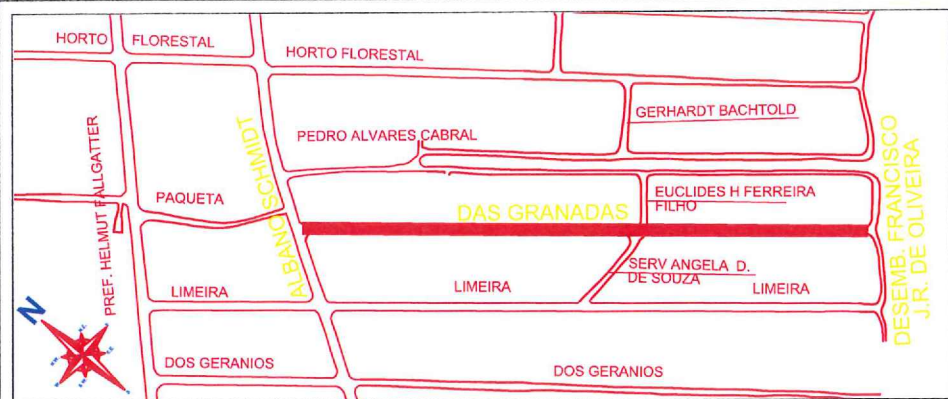 HORTO FLORESTAL
HORTO FLORESTAL
GERHARDT BACHTOLD
PEDRO ALVARES CABRAL
ALBANO SCHMIDT
PREF. HELMUT FALLGATTER
PAQUETA
EUCLIDES H FERREIRA
FILHO
DAS GRANADAS
DESEMB. FRANCISCO
J.R. DE OLIVEIRA
SERV ANGELA D.
DE SOUZA
LIMEIRA
LIMEIRA
LIMEIRA
N
DOS GERANIOS
DOS GERANIOS